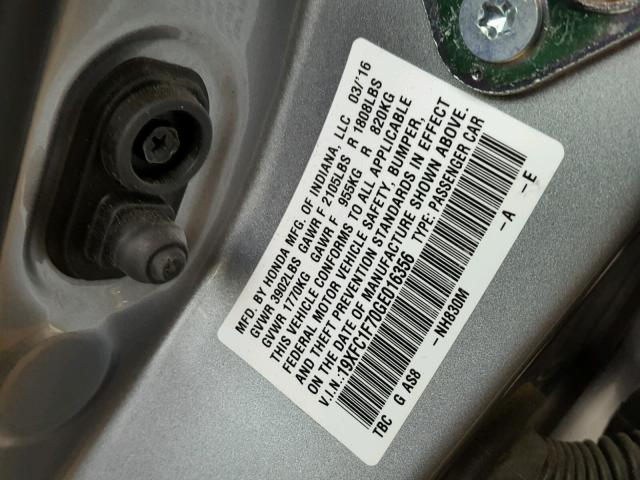 MFD. BY HONDA MFG. OF INDIANA, LLC 03/'16
GVWR 3902LBS GAWR F 2105LBS R 1808LBS
GVWR 1770KG GAWR F 955KG R 820KG
THIS VEHICLE CONFORMS TO ALL APPLICABLE
FEDERAL MOTOR VEHICLE SAFETY, BUMPER,
AND THEFT PREVENTION STANDARDS IN EFFECT
ON THE DATE OF MANUFACTURE SHOWN ABOVE.
V.I.N.:19XFC1F70GE016356 TYPE: PASSENGER CAR
TBC G AS8 -NH830M -A -E